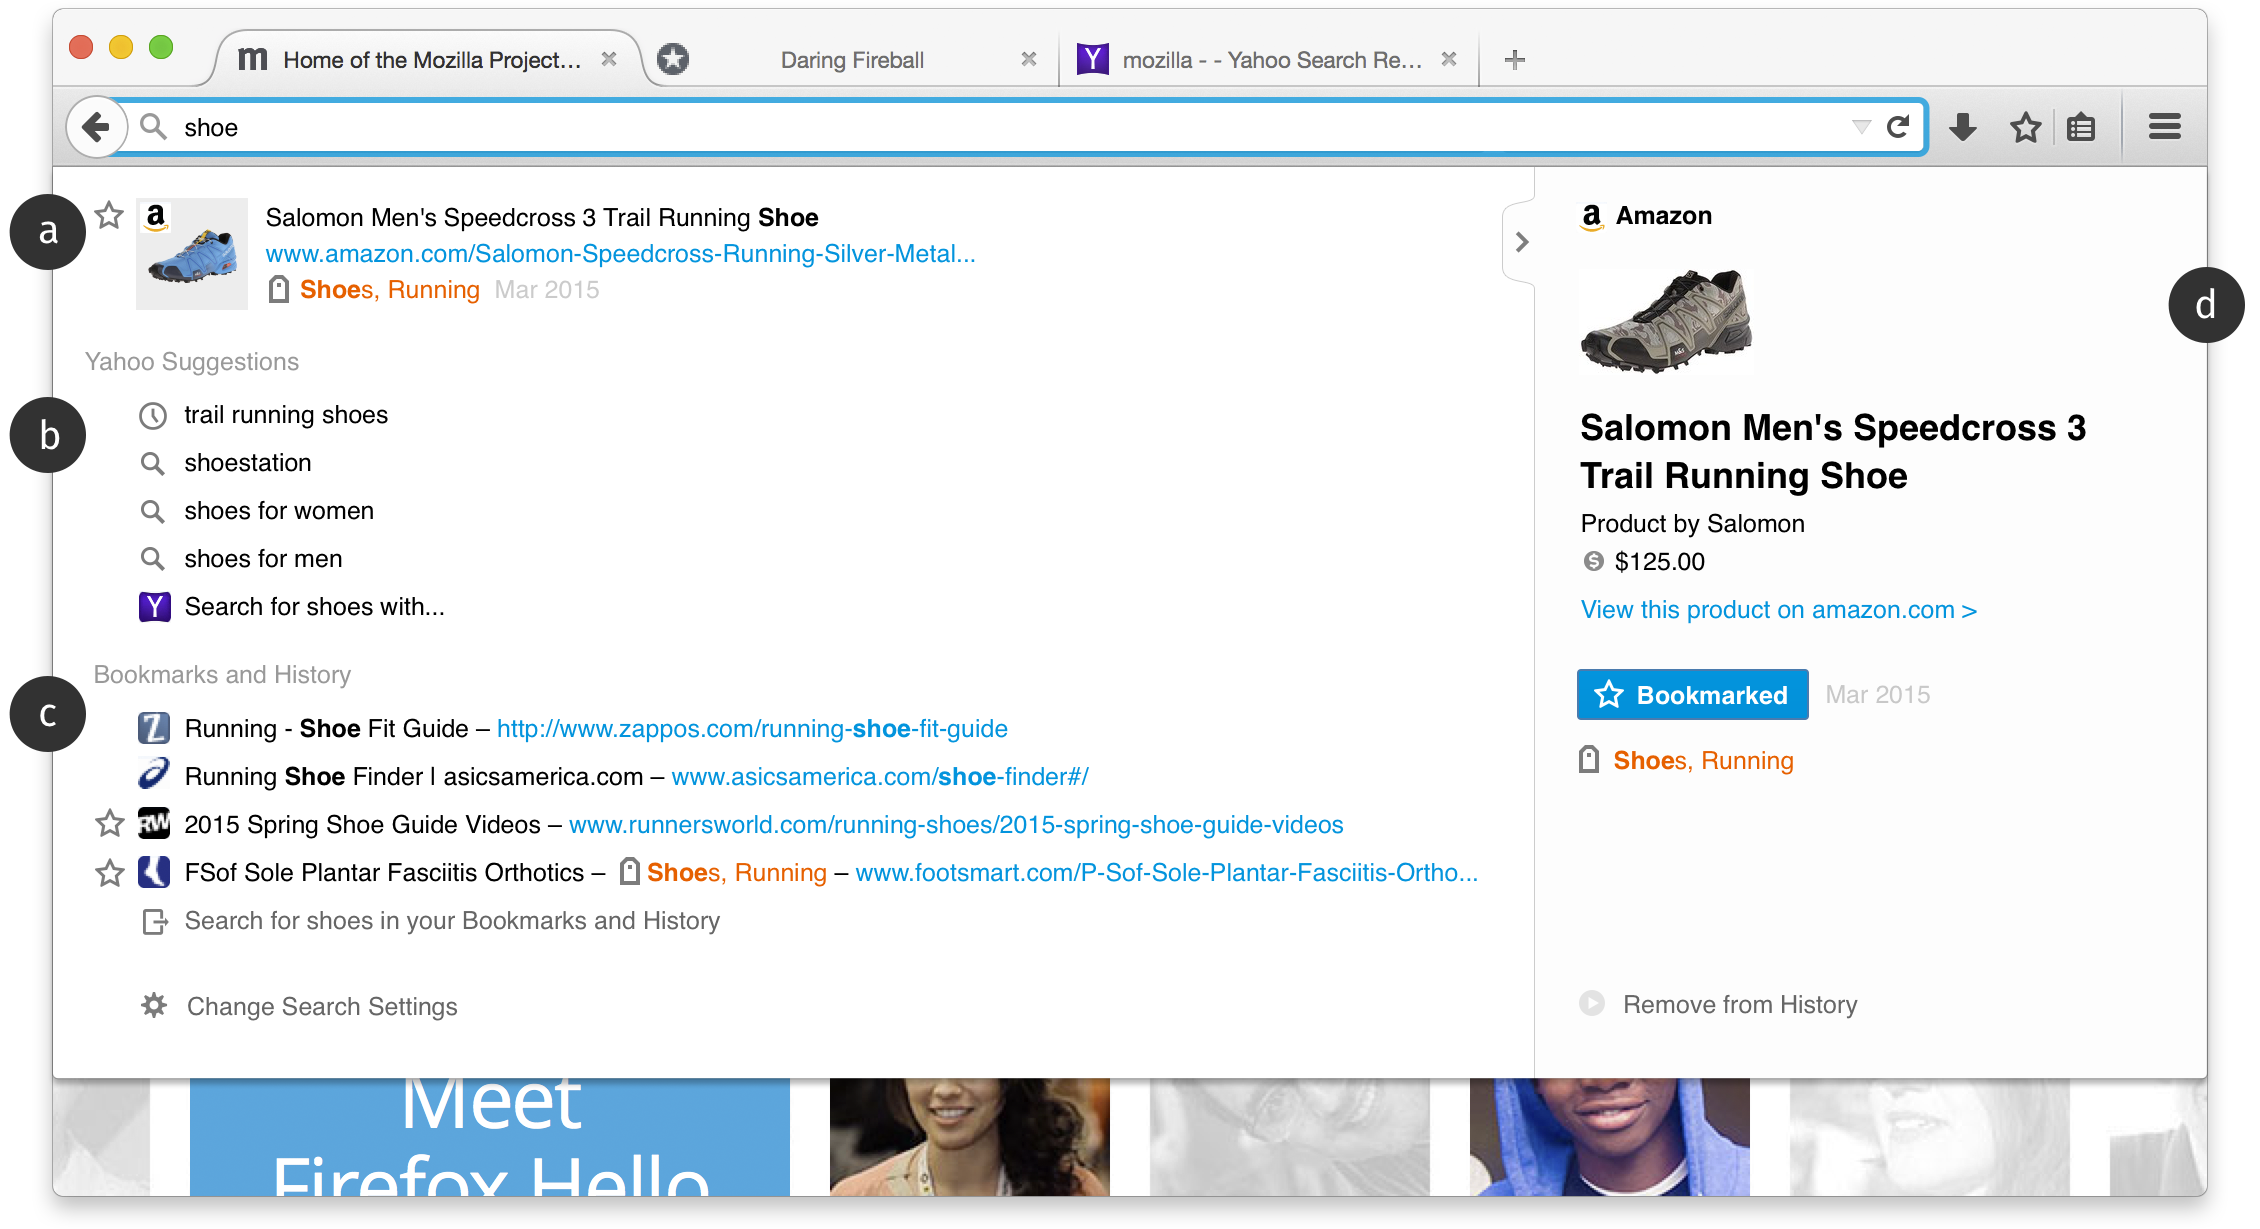 m Home of the Mozilla Project...
Daring Fireball
Y mozilla - - Yahoo Search Re...
shoe
a
a
Salomon Men's Speedcross 3 Trail Running Shoe
www.amazon.com/Salomon-Speedcross-Running-Silver-Metal...
Shoes, Running Mar 2015
Yahoo Suggestions
b
trail running shoes
shoestation
shoes for women
shoes for men
Y Search for shoes with...
Bookmarks and History
c
Z Running - Shoe Fit Guide – http://www.zappos.com/running-shoe-fit-guide
Running Shoe Finder | asicsamerica.com – www.asicsamerica.com/shoe-finder#/
RW 2015 Spring Shoe Guide Videos – www.runnersworld.com/running-shoes/2015-spring-shoe-guide-videos
FSof Sole Plantar Fasciitis Orthotics – Shoes, Running – www.footsmart.com/P-Sof-Sole-Plantar-Fasciitis-Ortho...
Search for shoes in your Bookmarks and History
Change Search Settings
a Amazon
d
Salomon Men's Speedcross 3
Trail Running Shoe
Product by Salomon
$ $125.00
View this product on amazon.com >
Bookmarked Mar 2015
Shoes, Running
Remove from History
Meet
Firefox Hello